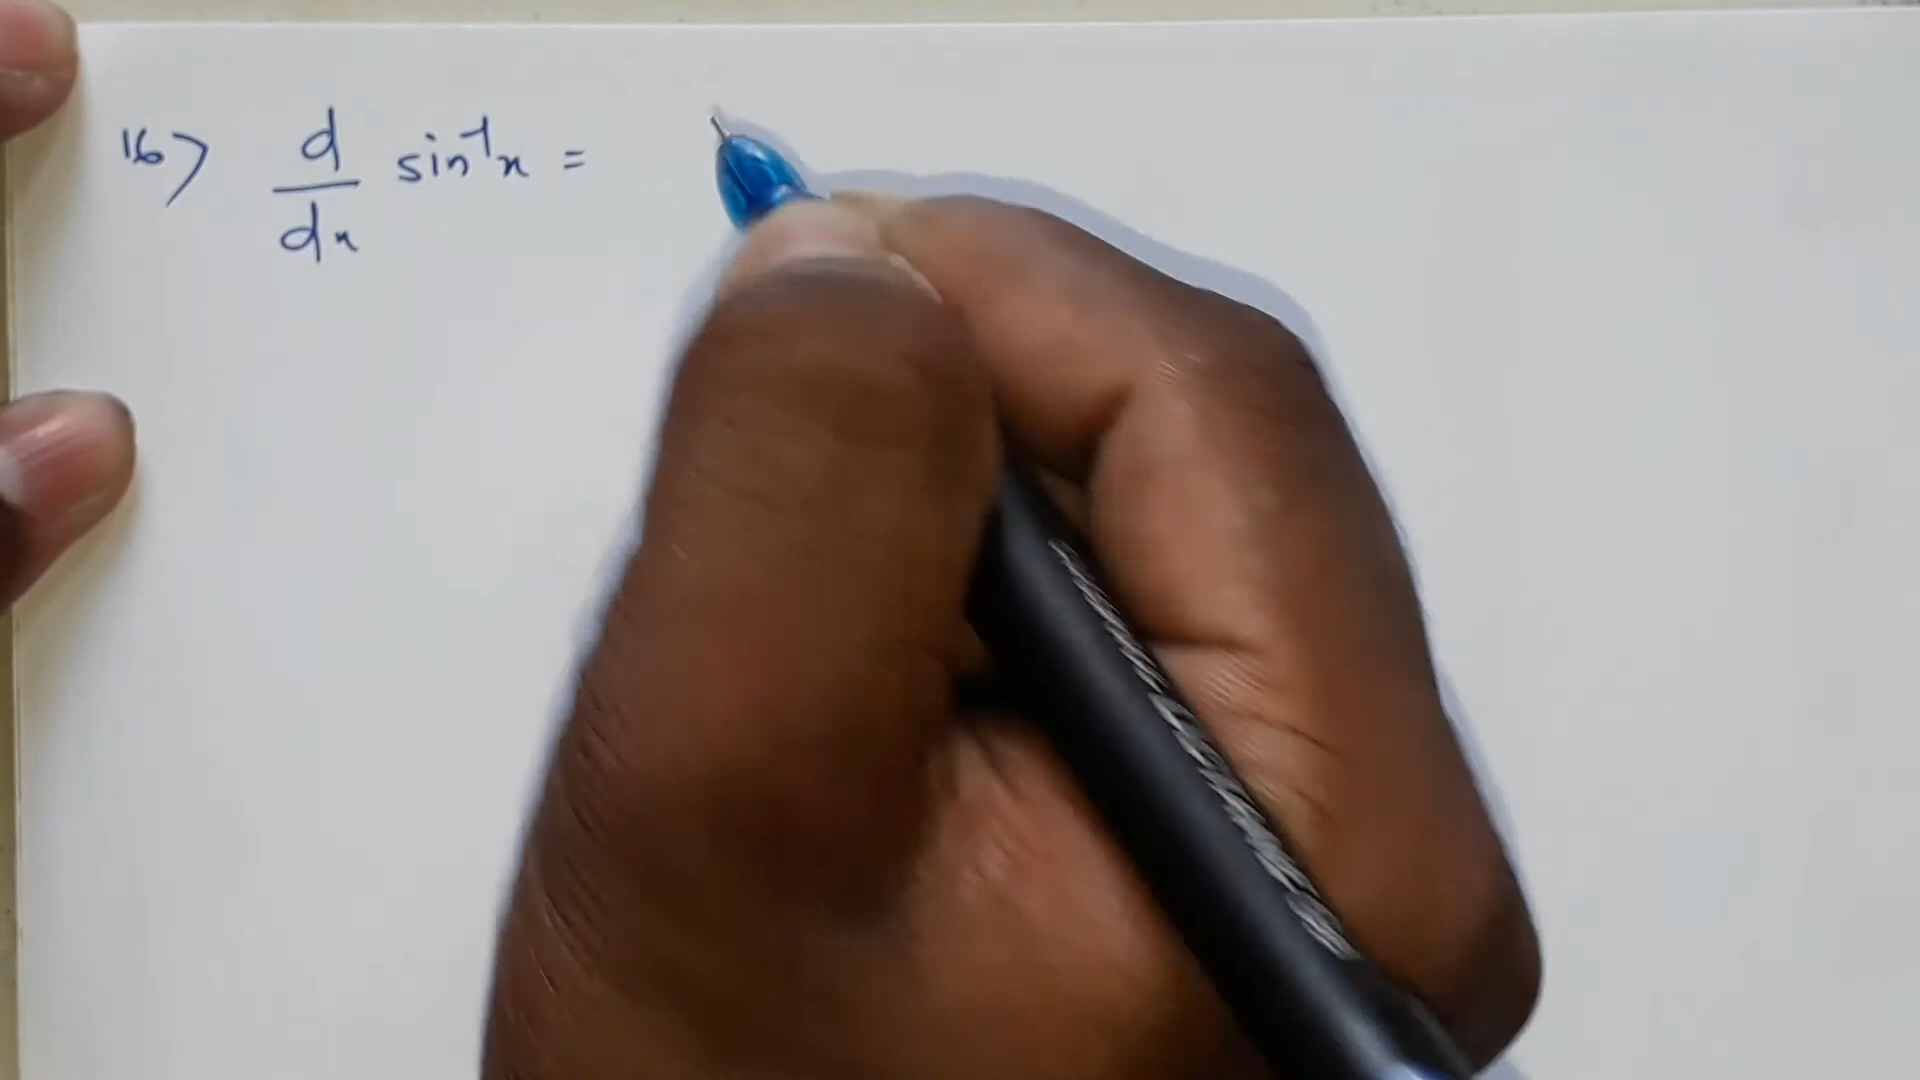 16> d/dx sin⁻¹x =